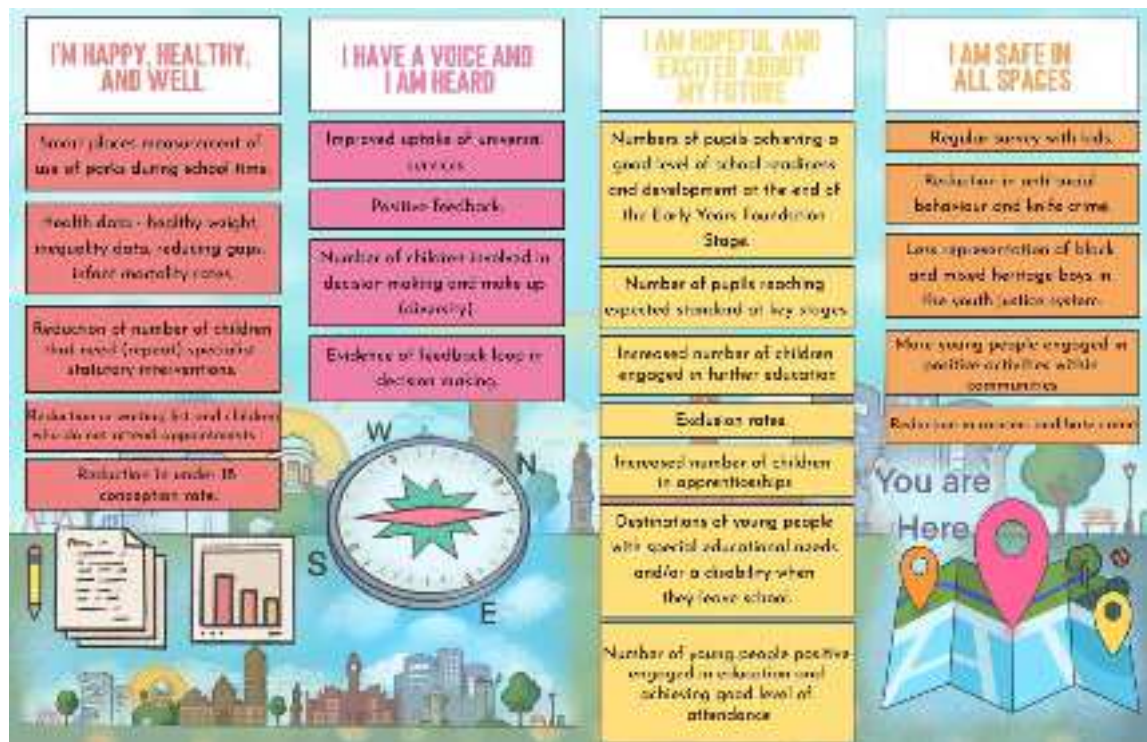 I'M HAPPY, HEALTHY,
AND WELL
Smart places measurement of
use of parks during school time.
Health data - healthy weight,
inequality data, reducing gaps,
infant mortality rates.
Reduction of number of children
that need (repeat) specialist
statutory interventions.
Reduction in waiting list and children
who do not attend appointments
Reduction in under 18
conception rate.
I HAVE A VOICE AND
I AM HEARD
Improved uptake of universal
services
Positive feedback.
Number of children involved in
decision making and make up
(diversity)
Evidence of feedback loop in
decision making.
I AM HOPEFUL AND
EXCITED ABOUT
MY FUTURE
Numbers of pupils achieving a
good level of school readiness
and development at the end of
the Early Years Foundation
Stage.
Number of pupils reaching
expected standard at key stages
Increased number of children
engaged in further education
Exclusion rates
Increased number of children
in apprenticeships
Destinations of young people
with special educational needs
and/or a disability when
they leave school.
Number of young people positive
engaged in education and
achieving good level of
attendance
I AM SAFE IN
ALL SPACES
Regular survey with kids.
Reduction in anti-social
behaviour and knife crime.
Less representation of black
and mixed heritage boys in
the youth justice system.
More young people engaged in
positive activities within
communities
Reduction in racism and hate crime
W
N
S
E
You are
Here